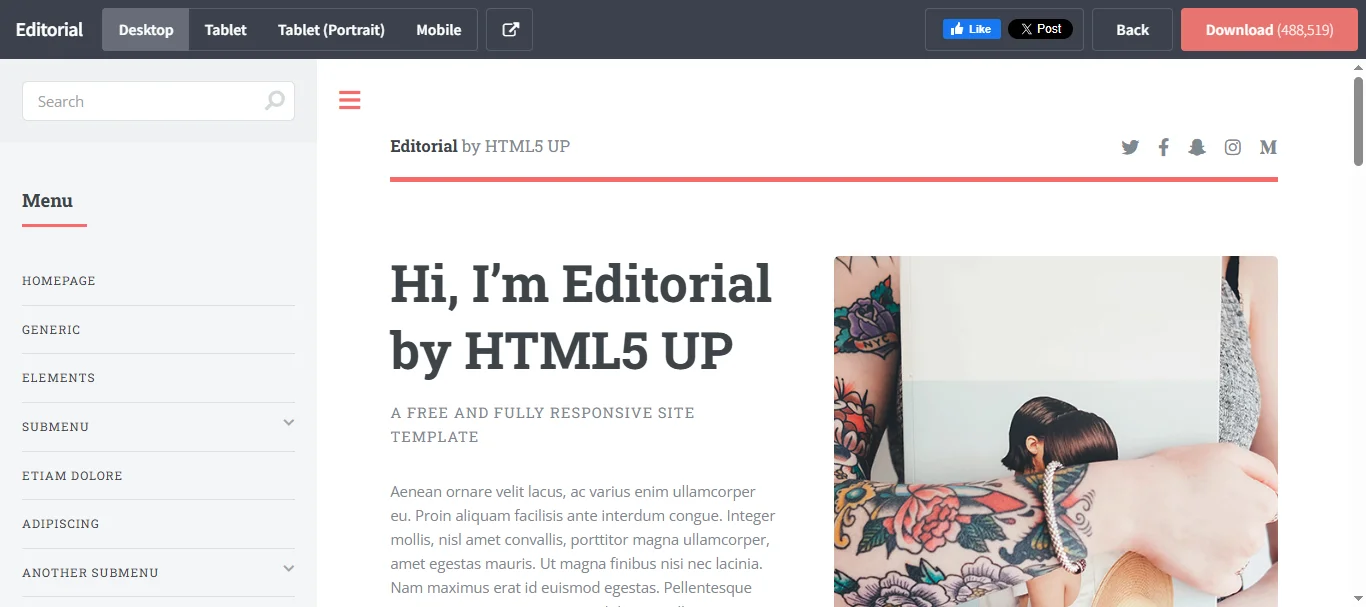 Editorial
Desktop
Tablet
Tablet (Portrait)
Mobile
Like
Post
Back
Download (488,519)
Search
Menu
HOMEPAGE
GENERIC
ELEMENTS
SUBMENU
ETIAM DOLORE
ADIPISCING
ANOTHER SUBMENU
Editorial by HTML5 UP
Hi, I’m Editorial
by HTML5 UP
A FREE AND FULLY RESPONSIVE SITE
TEMPLATE
Aenean ornare velit lacus, ac varius enim ullamcorper
eu. Proin aliquam facilisis ante interdum congue. Integer
mollis, nisl amet convallis, porttitor magna ullamcorper,
amet egestas mauris. Ut magna finibus nisi nec lacinia.
Nam maximus erat id euismod egestas. Pellentesque
NYC